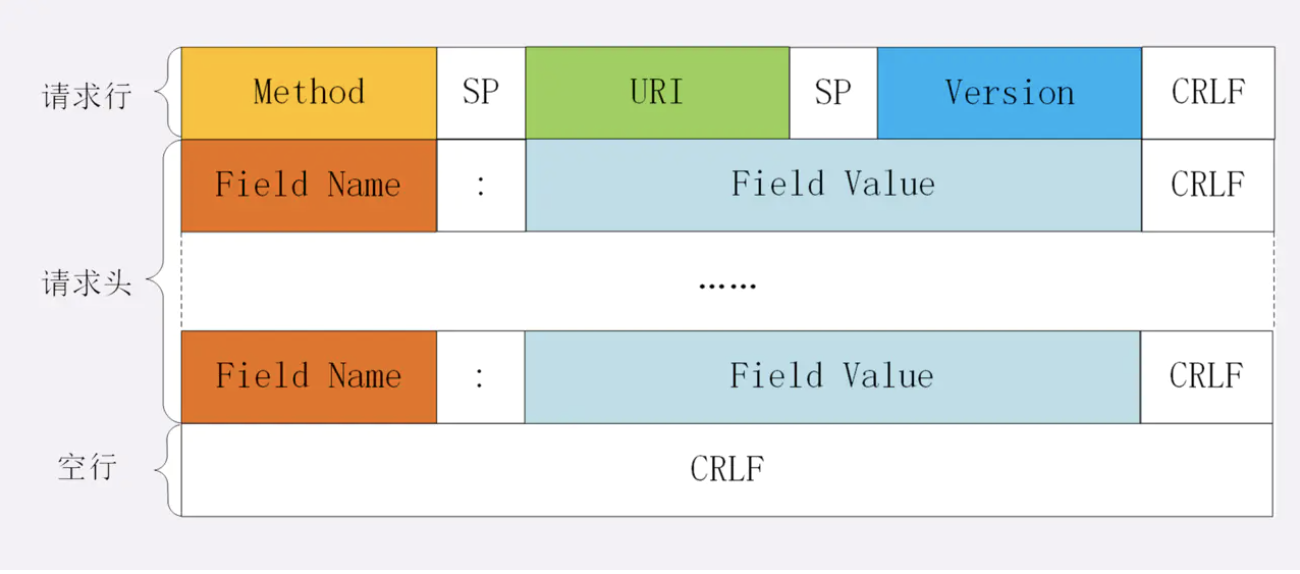 请求行 Method SP URI SP Version CRLF
Field Name : Field Value CRLF
请求头 ……
Field Name : Field Value CRLF
空行 CRLF